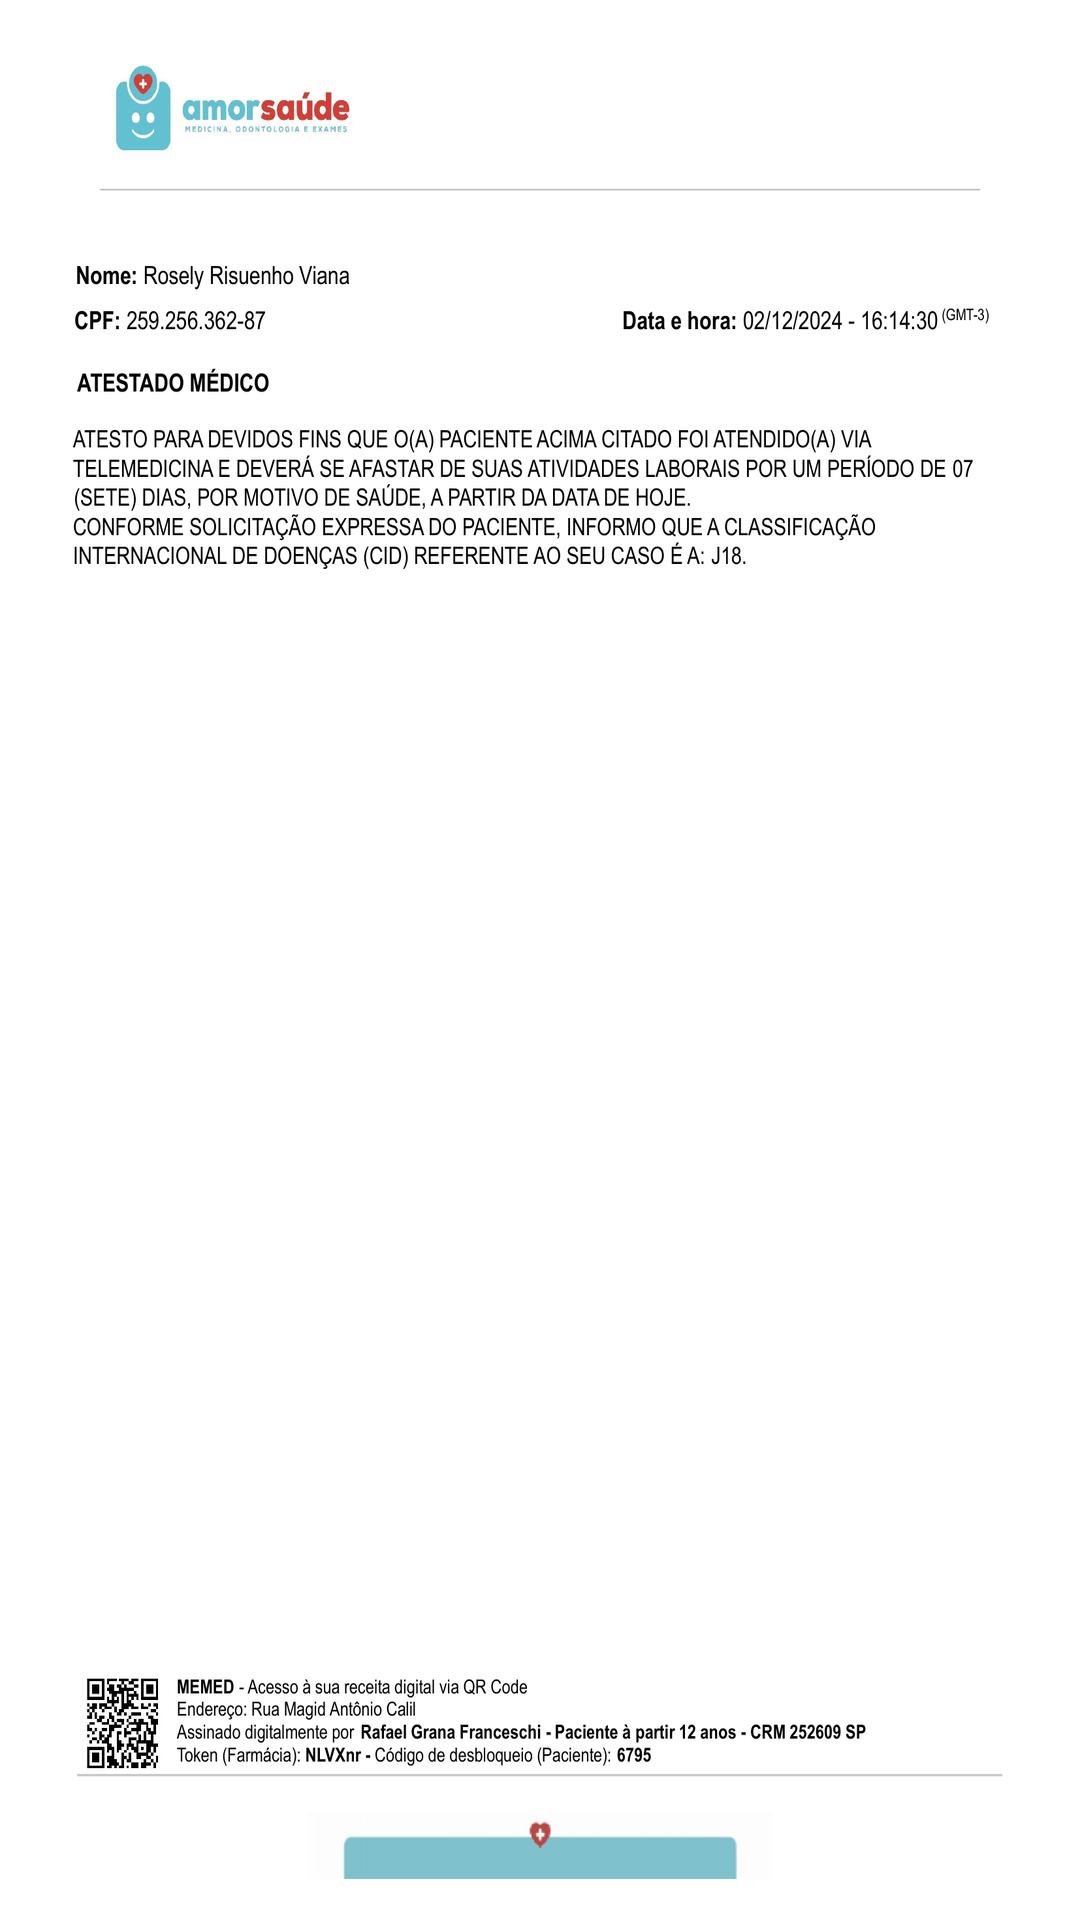 amorsaúde
MEDICINA, ODONTOLOGIA E EXAMES
Nome: Rosely Risuenho Viana
CPF: 259.256.362-87
Data e hora: 02/12/2024 - 16:14:30 (GMT-3)
ATESTADO MÉDICO
ATESTO PARA DEVIDOS FINS QUE O(A) PACIENTE ACIMA CITADO FOI ATENDIDO(A) VIA
TELEMEDICINA E DEVERÁ SE AFASTAR DE SUAS ATIVIDADES LABORAIS POR UM PERÍODO DE 07
(SETE) DIAS, POR MOTIVO DE SAÚDE, A PARTIR DA DATA DE HOJE.
CONFORME SOLICITAÇÃO EXPRESSA DO PACIENTE, INFORMO QUE A CLASSIFICAÇÃO
INTERNACIONAL DE DOENÇAS (CID) REFERENTE AO SEU CASO É A: J18.
MEMED - Acesso à sua receita digital via QR Code
Endereço: Rua Magid Antônio Calil
Assinado digitalmente por Rafael Grana Franceschi - Paciente à partir 12 anos - CRM 252609 SP
Token (Farmácia): NLVXnr - Código de desbloqueio (Paciente): 6795